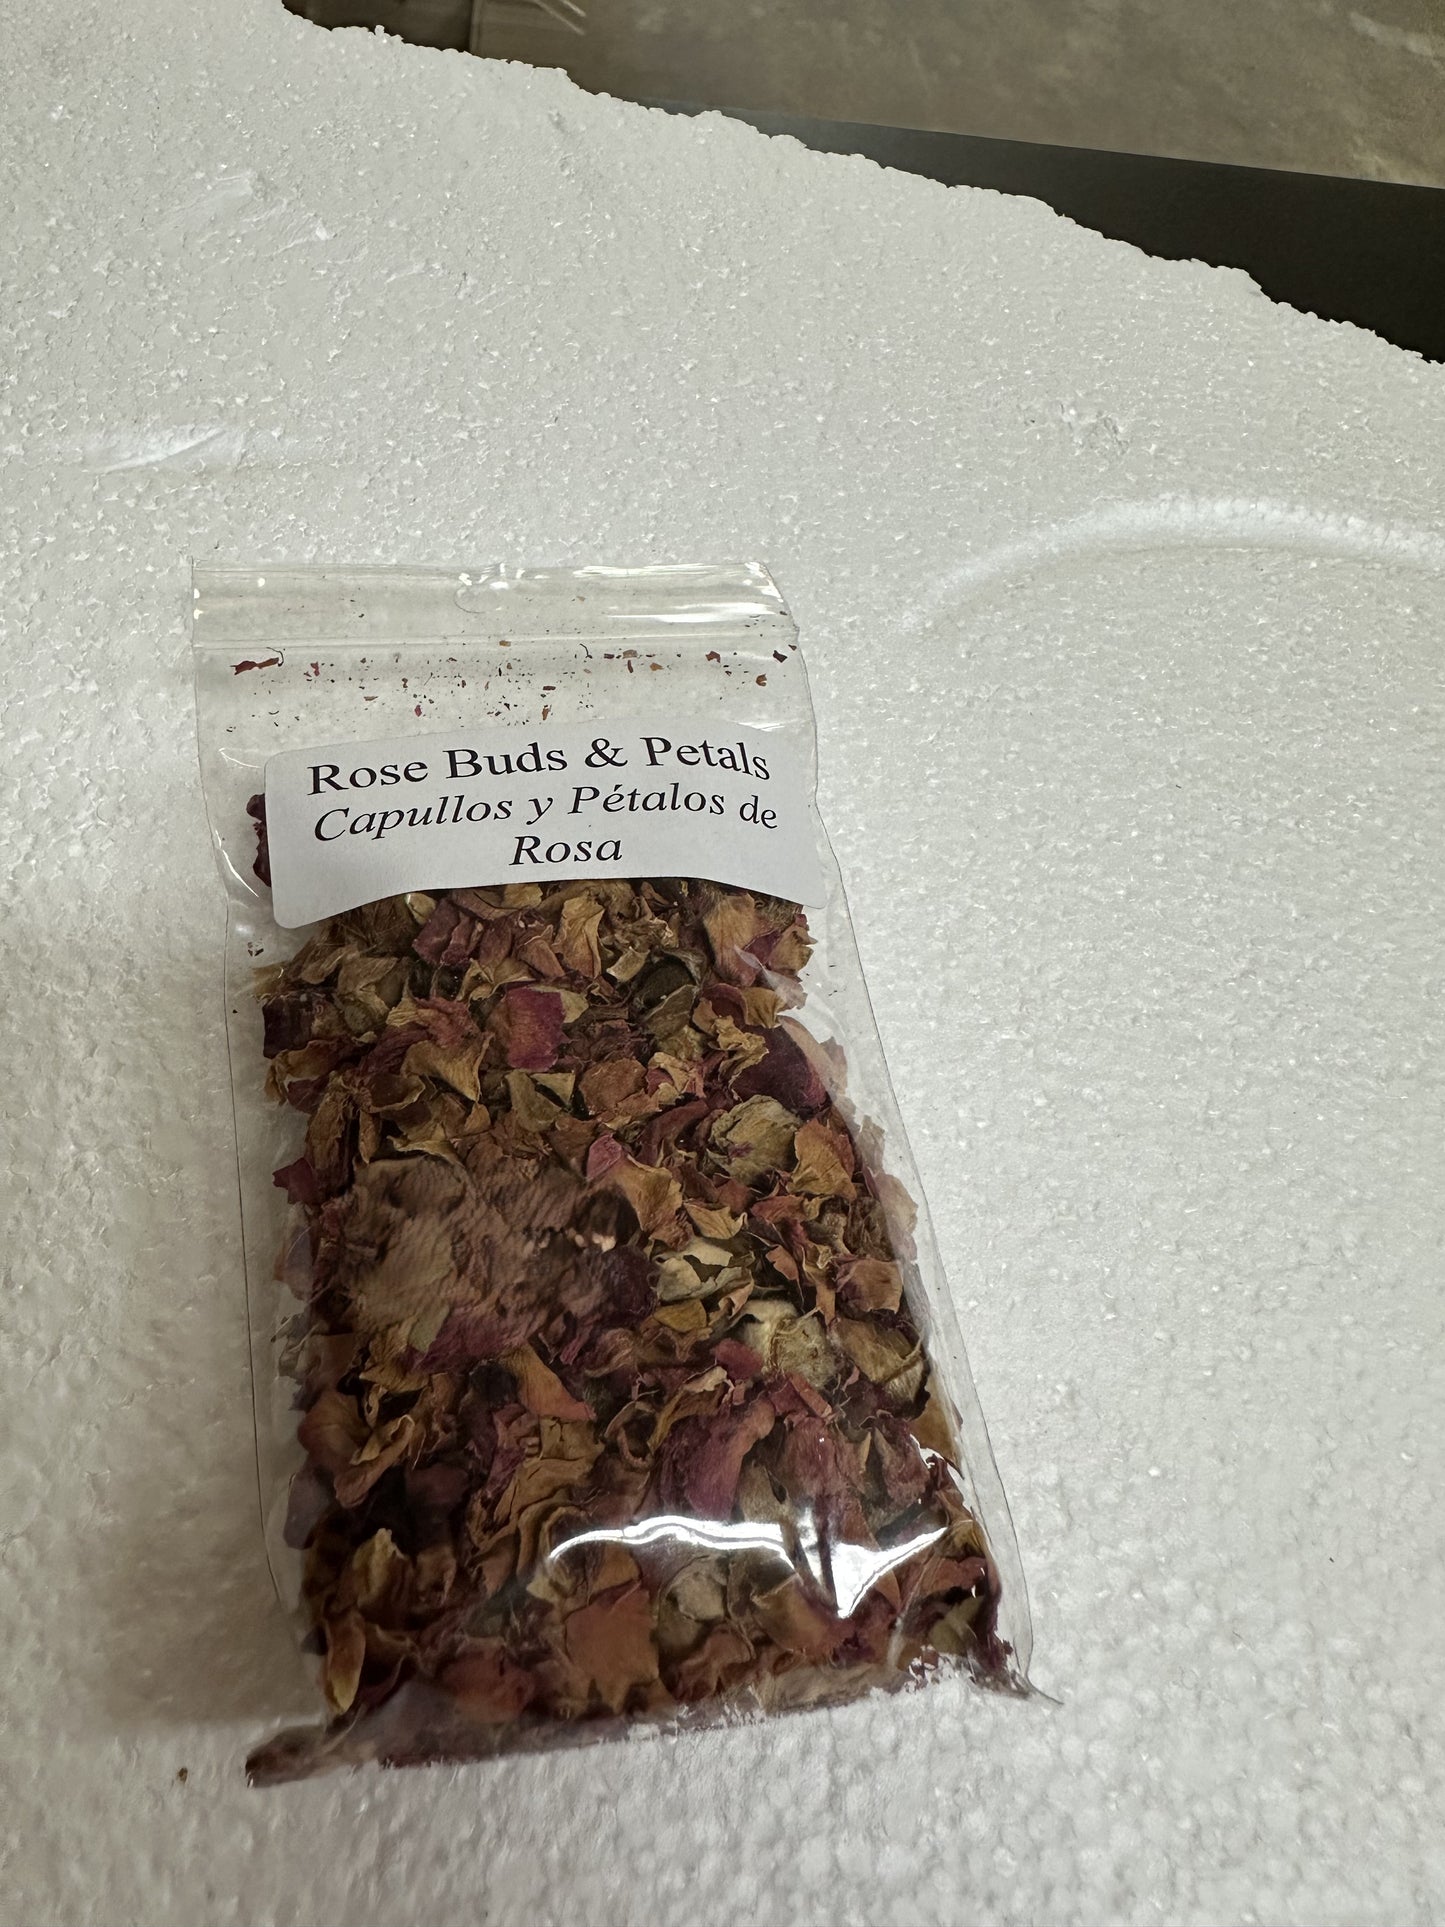 Rose Buds & Petals
Capullos y Pétalos de
Rosa